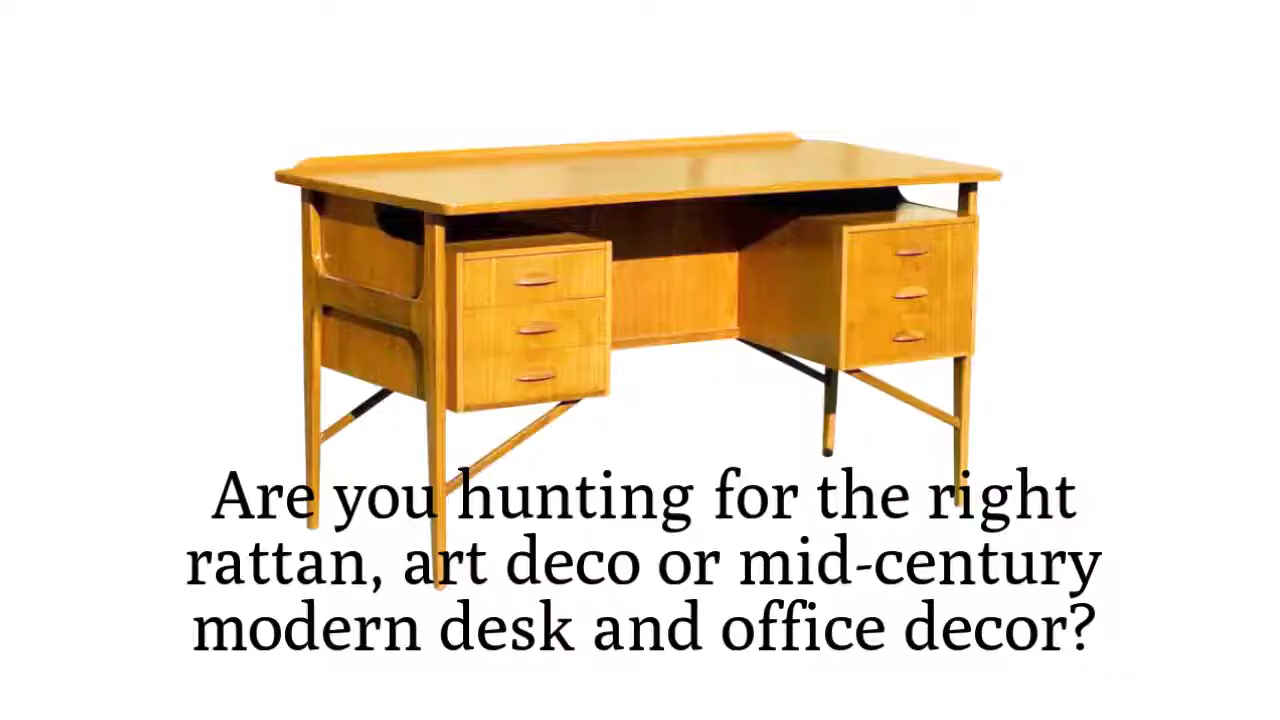 Are you hunting for the right
rattan, art deco or mid-century
modern desk and office decor?